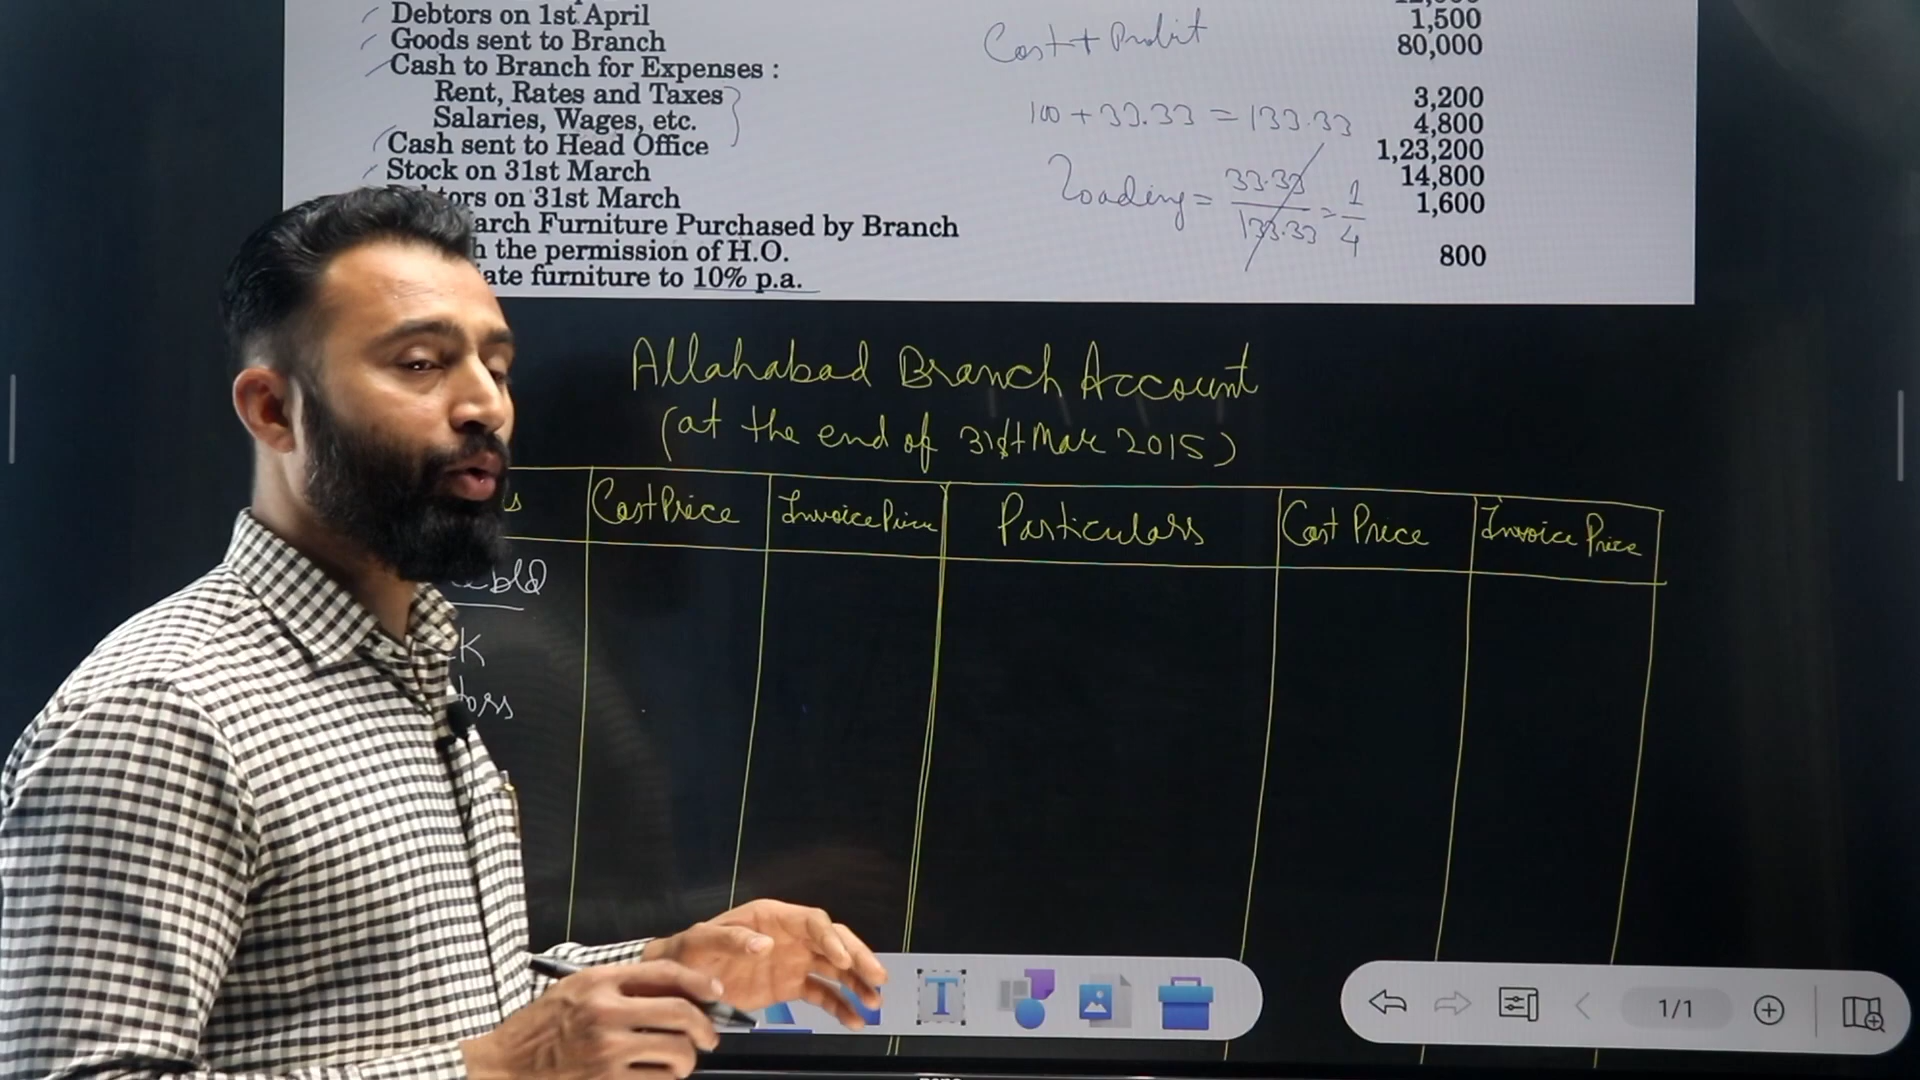 Debtors on 1st April 1,500
Goods sent to Branch 80,000
Cash to Branch for Expenses :
Rent, Rates and Taxes 3,200
Salaries, Wages, etc. 4,800
Cash sent to Head Office 1,23,200
Stock on 31st March 14,800
tors on 31st March 1,600
arch Furniture Purchased by Branch
h the permission of H.O. 800
ate furniture to 10% p.a.
Cost + Profit
100 + 33.33 = 133.33
Loading = 33.33/133.33 = 1/4
Allahabad Branch Account
(at the end of 31st Mar 2015)
s Cost Price Invoice Price Particulars Cost Price Invoice Price
bld
K
tors
T
1/1